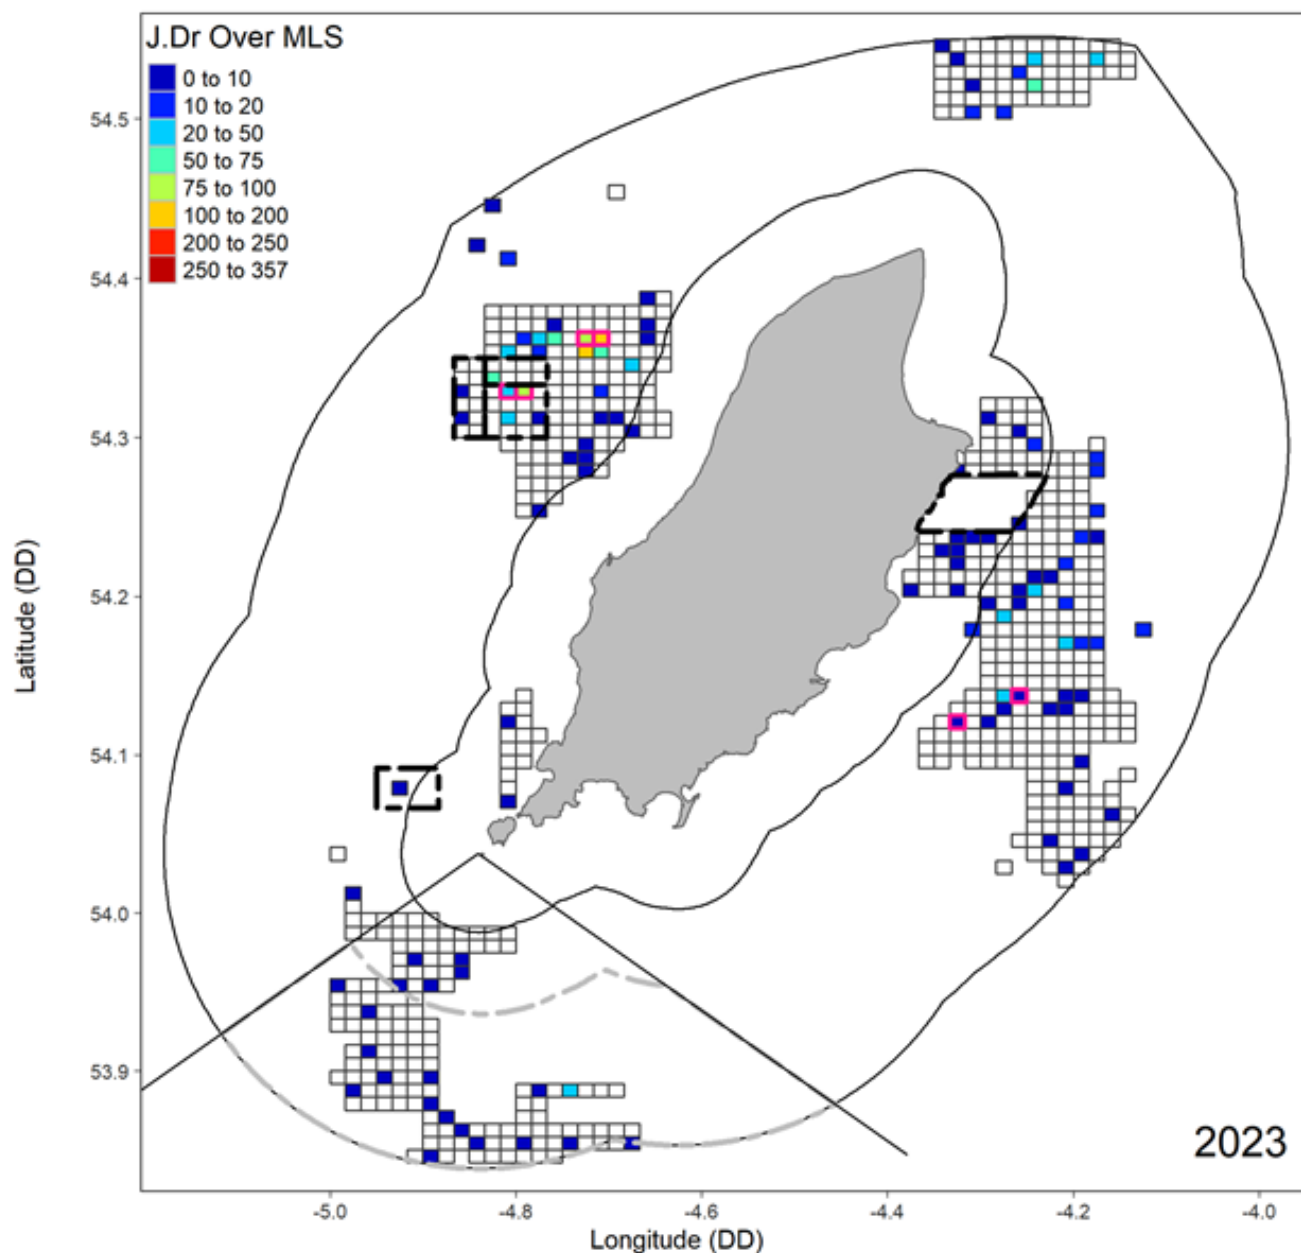 J.Dr Over MLS
0 to 10
10 to 20
20 to 50
50 to 75
75 to 100
100 to 200
200 to 250
250 to 357
54.5
54.4
54.3
54.2
54.1
54.0
53.9
Latitude (DD)
2023
-5.0 -4.8 -4.6 -4.4 -4.2 -4.0
Longitude (DD)